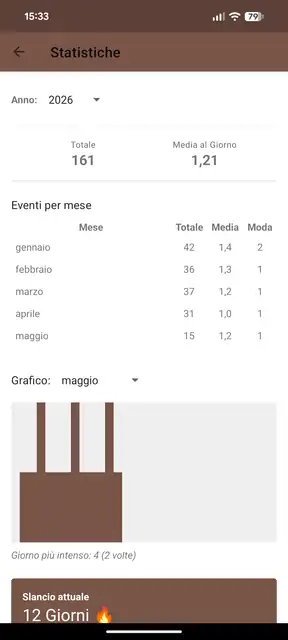 15:33
79
Statistiche
Anno: 2026
Totale Media al Giorno
161 1,21
Eventi per mese
Mese Totale Media Moda
gennaio 42 1,4 2
febbraio 36 1,3 1
marzo 37 1,2 1
aprile 31 1,0 1
maggio 15 1,2 1
Grafico: maggio
Giorno più intenso: 4 (2 volte)
Slancio attuale
12 Giorni 🔥